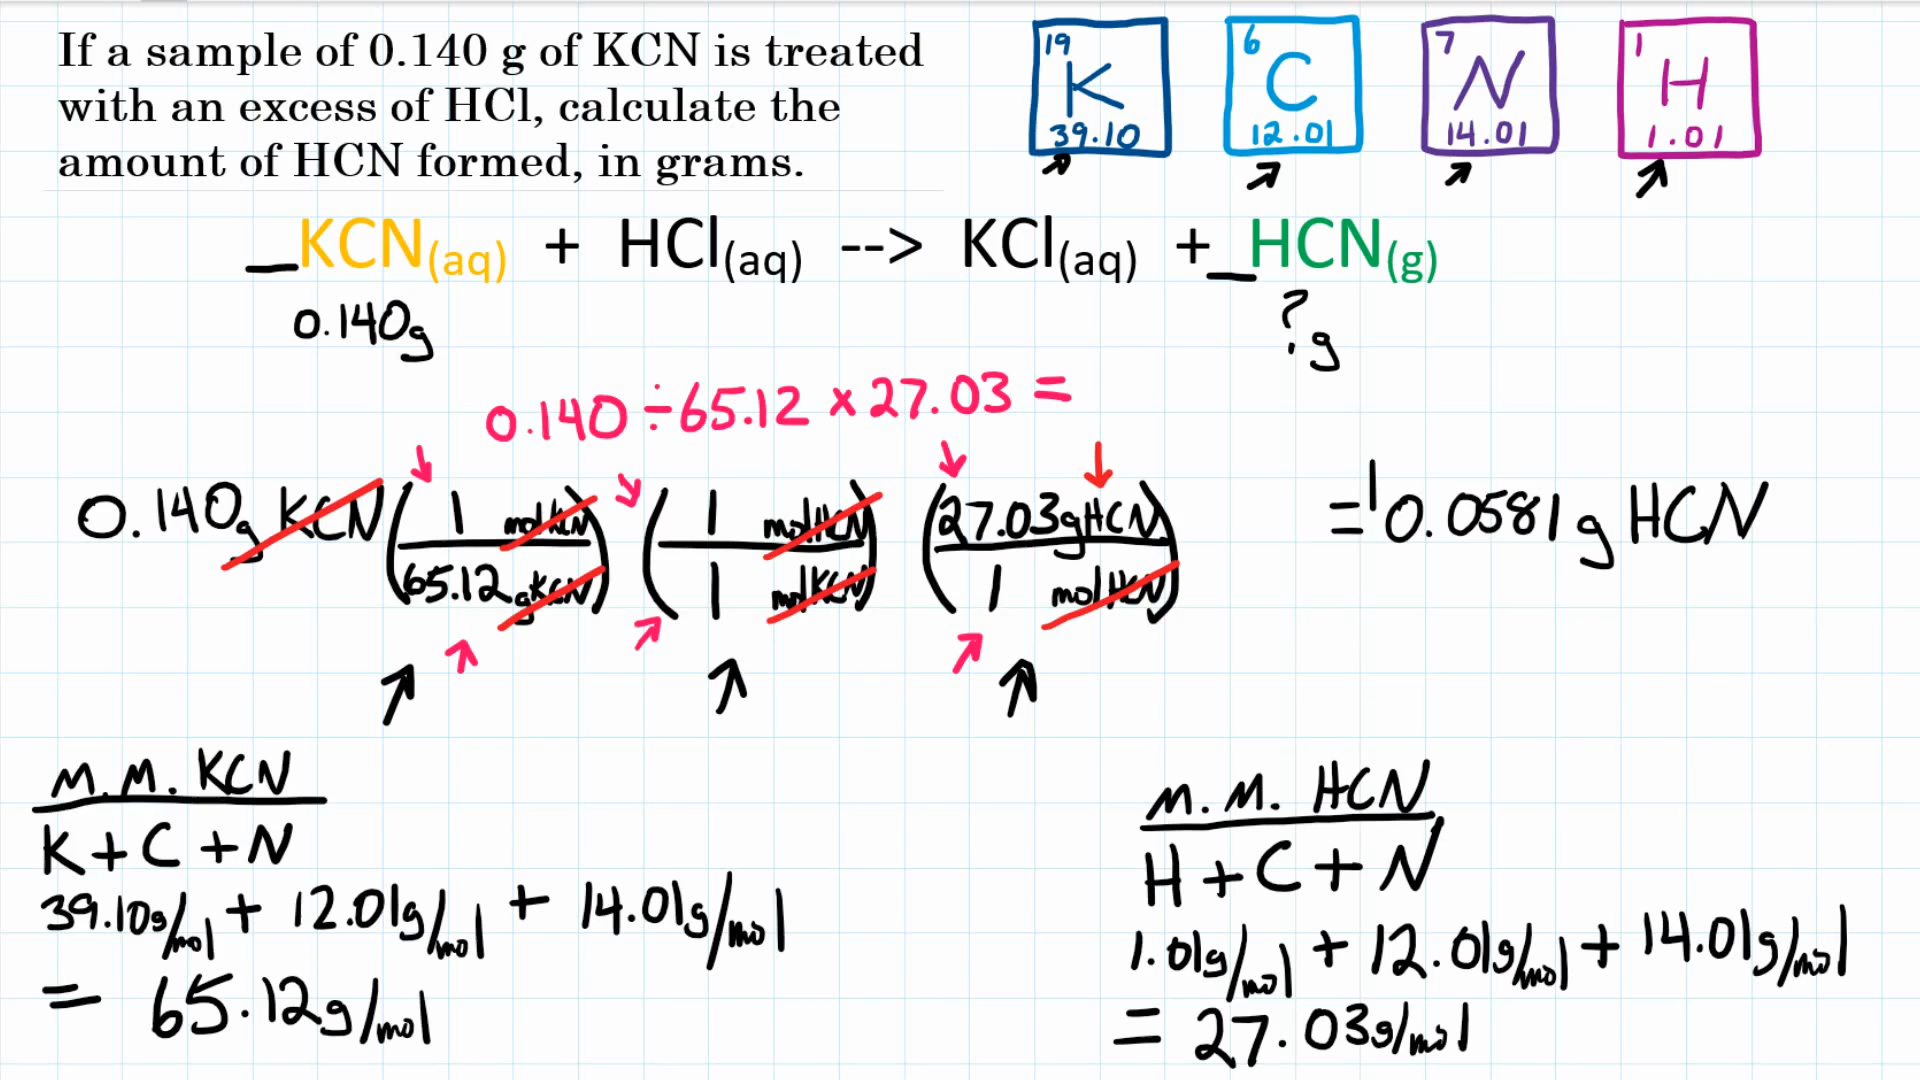 If a sample of 0.140 g of KCN is treated
with an excess of HCl, calculate the
amount of HCN formed, in grams.
19 K 39.10
6 C 12.01
7 N 14.01
1 H 1.01
_KCN(aq) + HCl(aq) --> KCl(aq) + _HCN(g)
0.140g ? g
0.140 ÷ 65.12 × 27.03 =
0.140g KCN (1 mol KCN / 65.12 g KCN) (1 mol HCN / 1 mol KCN) (27.03 g HCN / 1 mol HCN) = 0.0581 g HCN
M.M. KCN
K + C + N
39.10g/mol + 12.01g/mol + 14.01g/mol
= 65.12g/mol
M.M. HCN
H + C + N
1.01g/mol + 12.01g/mol + 14.01g/mol
= 27.03g/mol